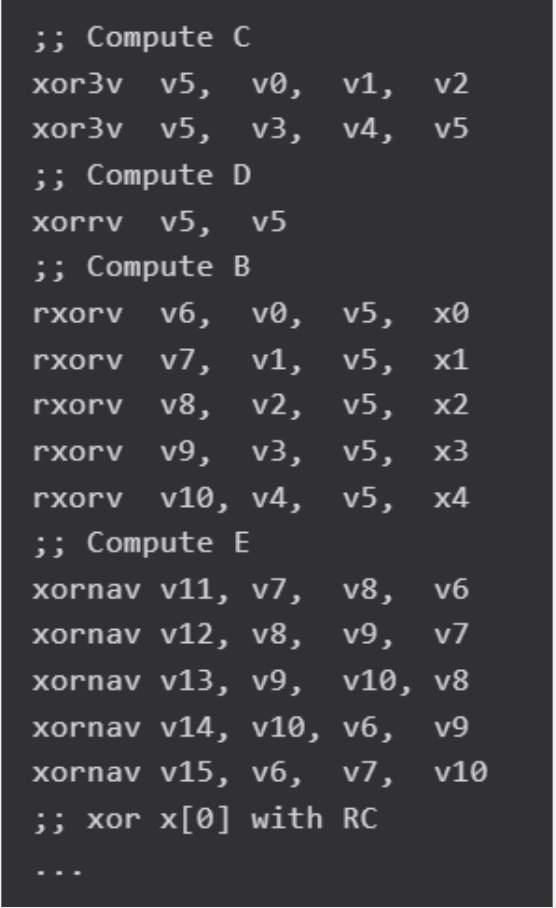 ;; Compute C
xor3v  v5,  v0,  v1,  v2
xor3v  v5,  v3,  v4,  v5
;; Compute D
xorrv  v5,  v5
;; Compute B
rxorv  v6,  v0,  v5,  x0
rxorv  v7,  v1,  v5,  x1
rxorv  v8,  v2,  v5,  x2
rxorv  v9,  v3,  v5,  x3
rxorv  v10, v4,  v5,  x4
;; Compute E
xornav v11, v7,  v8,  v6
xornav v12, v8,  v9,  v7
xornav v13, v9,  v10, v8
xornav v14, v10, v6,  v9
xornav v15, v6,  v7,  v10
;; xor x[0] with RC
...